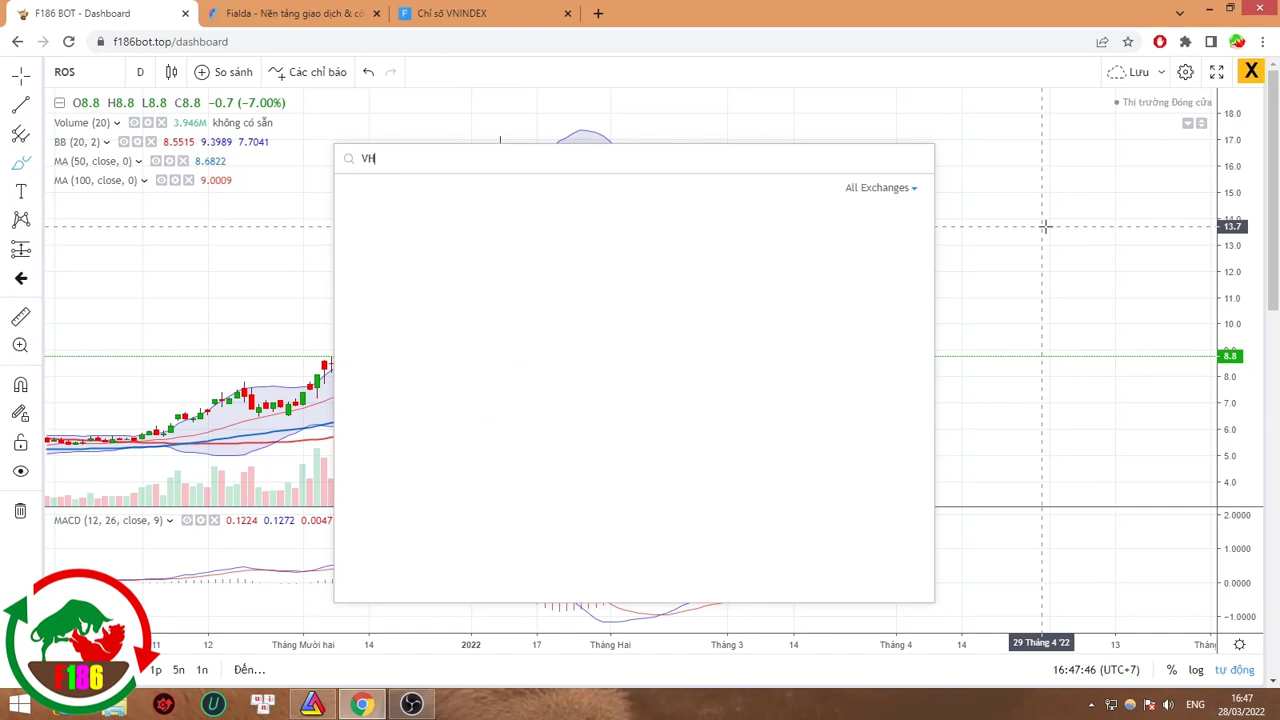 F186 BOT - Dashboard
Fialda - Nền tảng giao dịch & cô
Chỉ số VNINDEX
f186bot.top/dashboard
ROS D So sánh Các chỉ báo Lưu X
O8.8 H8.8 L8.8 C8.8 −0.7 (−7.00%)
Thị trường Đóng cửa
Volume (20) 3.946M không có sẵn
BB (20, 2) 8.5515 9.3989 7.7041
MA (50, close, 0) 8.6822
MA (100, close, 0) 9.0009
VH
All Exchanges
18.0
17.0
16.0
15.0
14.0
13.7
13.0
12.0
11.0
10.0
8.8
8.0
7.0
6.0
5.0
4.0
MACD (12, 26, close, 9) 0.1224 0.1272 0.0047
2.0000
1.0000
0.0000
−1.0000
11 12 Tháng Mười hai 14 2022 17 Tháng Hai 14 Tháng 3 14 Tháng 4 14 29 Tháng 4 '22 13 Tháng
1p 5n 1n Đến...
16:47:46 (UTC+7) % log tự động
F186
ENG
16:47
28/03/2022